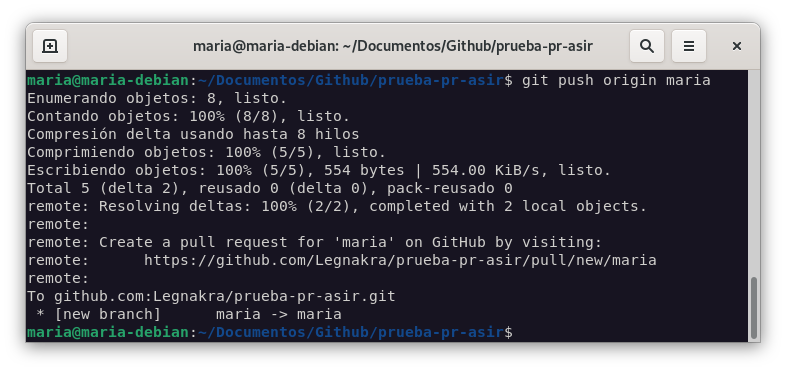 maria@maria-debian: ~/Documentos/Github/prueba-pr-asir
maria@maria-debian:~/Documentos/Github/prueba-pr-asir$ git push origin maria
Enumerando objetos: 8, listo.
Contando objetos: 100% (8/8), listo.
Compresión delta usando hasta 8 hilos
Comprimiendo objetos: 100% (5/5), listo.
Escribiendo objetos: 100% (5/5), 554 bytes | 554.00 KiB/s, listo.
Total 5 (delta 2), reusado 0 (delta 0), pack-reusado 0
remote: Resolving deltas: 100% (2/2), completed with 2 local objects.
remote:
remote: Create a pull request for 'maria' on GitHub by visiting:
remote:      https://github.com/Legnakra/prueba-pr-asir/pull/new/maria
remote:
To github.com:Legnakra/prueba-pr-asir.git
 * [new branch]      maria -> maria
maria@maria-debian:~/Documentos/Github/prueba-pr-asir$